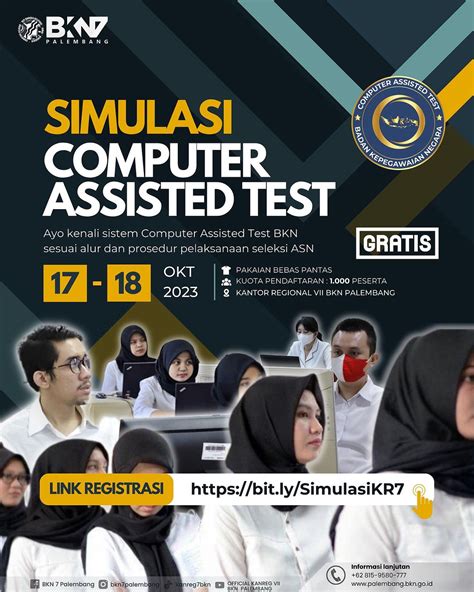 BKN7
PALEMBANG
COMPUTER ASSISTED TEST
BADAN KEPEGAWAIAN NEGARA
SIMULASI
COMPUTER
ASSISTED TEST
Ayo kenali sistem Computer Assisted Test BKN
sesuai alur dan prosedur pelaksanaan seleksi ASN
GRATIS
17 - 18
OKT
2023
PAKAIAN BEBAS PANTAS
KUOTA PENDAFTARAN : 1.000 PESERTA
KANTOR REGIONAL VII BKN PALEMBANG
LINK REGISTRASI
https://bit.ly/SimulasiKR7
BKN 7 Palembang
bkn7palembang
kanreg7bkn
OFFICIAL KANREG VII
BKN PALEMBANG
Informasi lanjutan
+62 815-9580-777
www.palembang.bkn.go.id